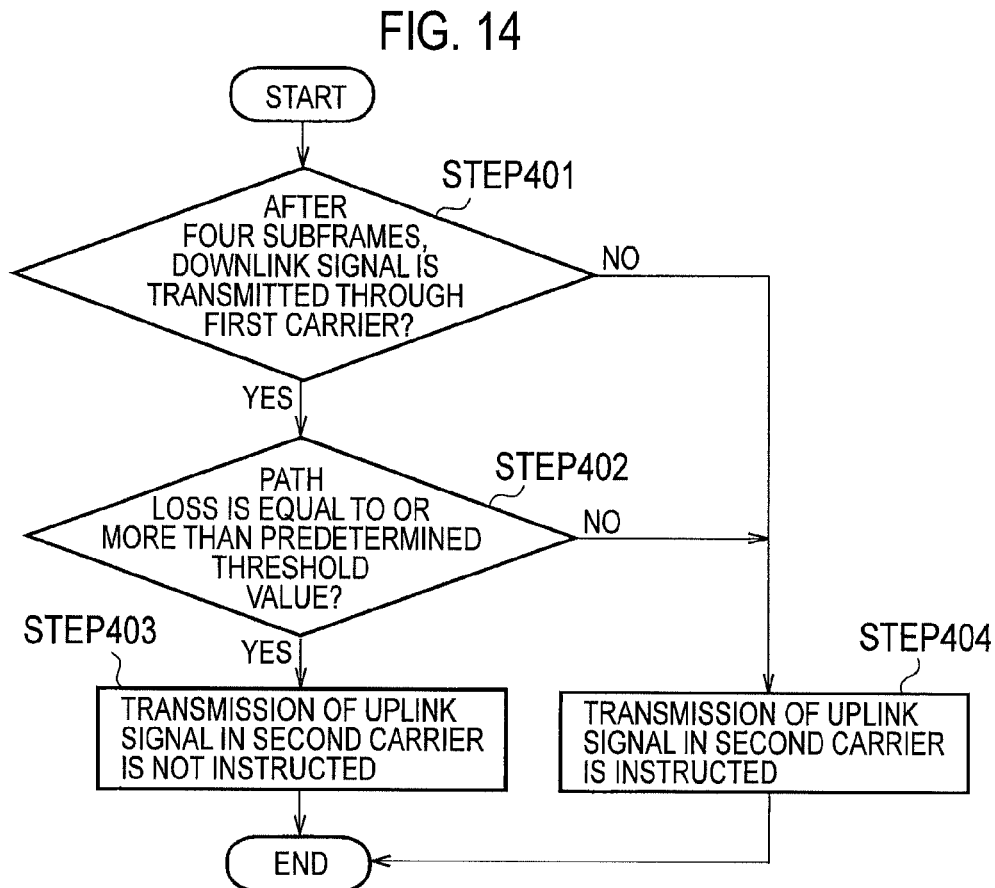 FIG. 14
START
STEP401
AFTER
FOUR SUBFRAMES,
DOWNLINK SIGNAL IS
TRANSMITTED THROUGH
FIRST CARRIER?
NO
YES
STEP402
PATH
LOSS IS EQUAL TO OR
MORE THAN PREDETERMINED
THRESHOLD
VALUE?
NO
YES
STEP403
TRANSMISSION OF UPLINK
SIGNAL IN SECOND CARRIER
IS NOT INSTRUCTED
STEP404
TRANSMISSION OF UPLINK
SIGNAL IN SECOND CARRIER
IS INSTRUCTED
END